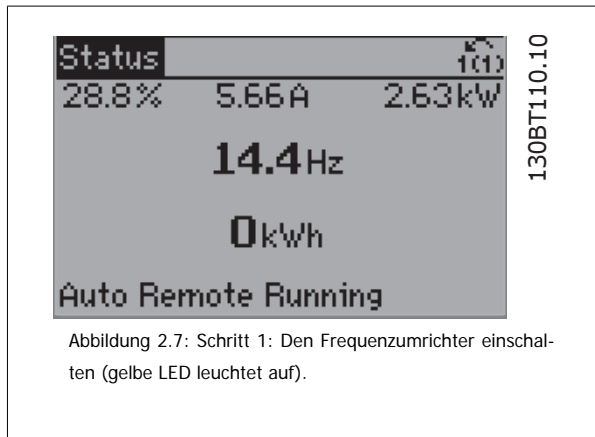 Status 1(1)
28.8% 5.66A 2.63kW
14.4Hz
0kWh
Auto Remote Running
130BT110.10
Abbildung 2.7: Schritt 1: Den Frequenzumrichter einschal-
ten (gelbe LED leuchtet auf).